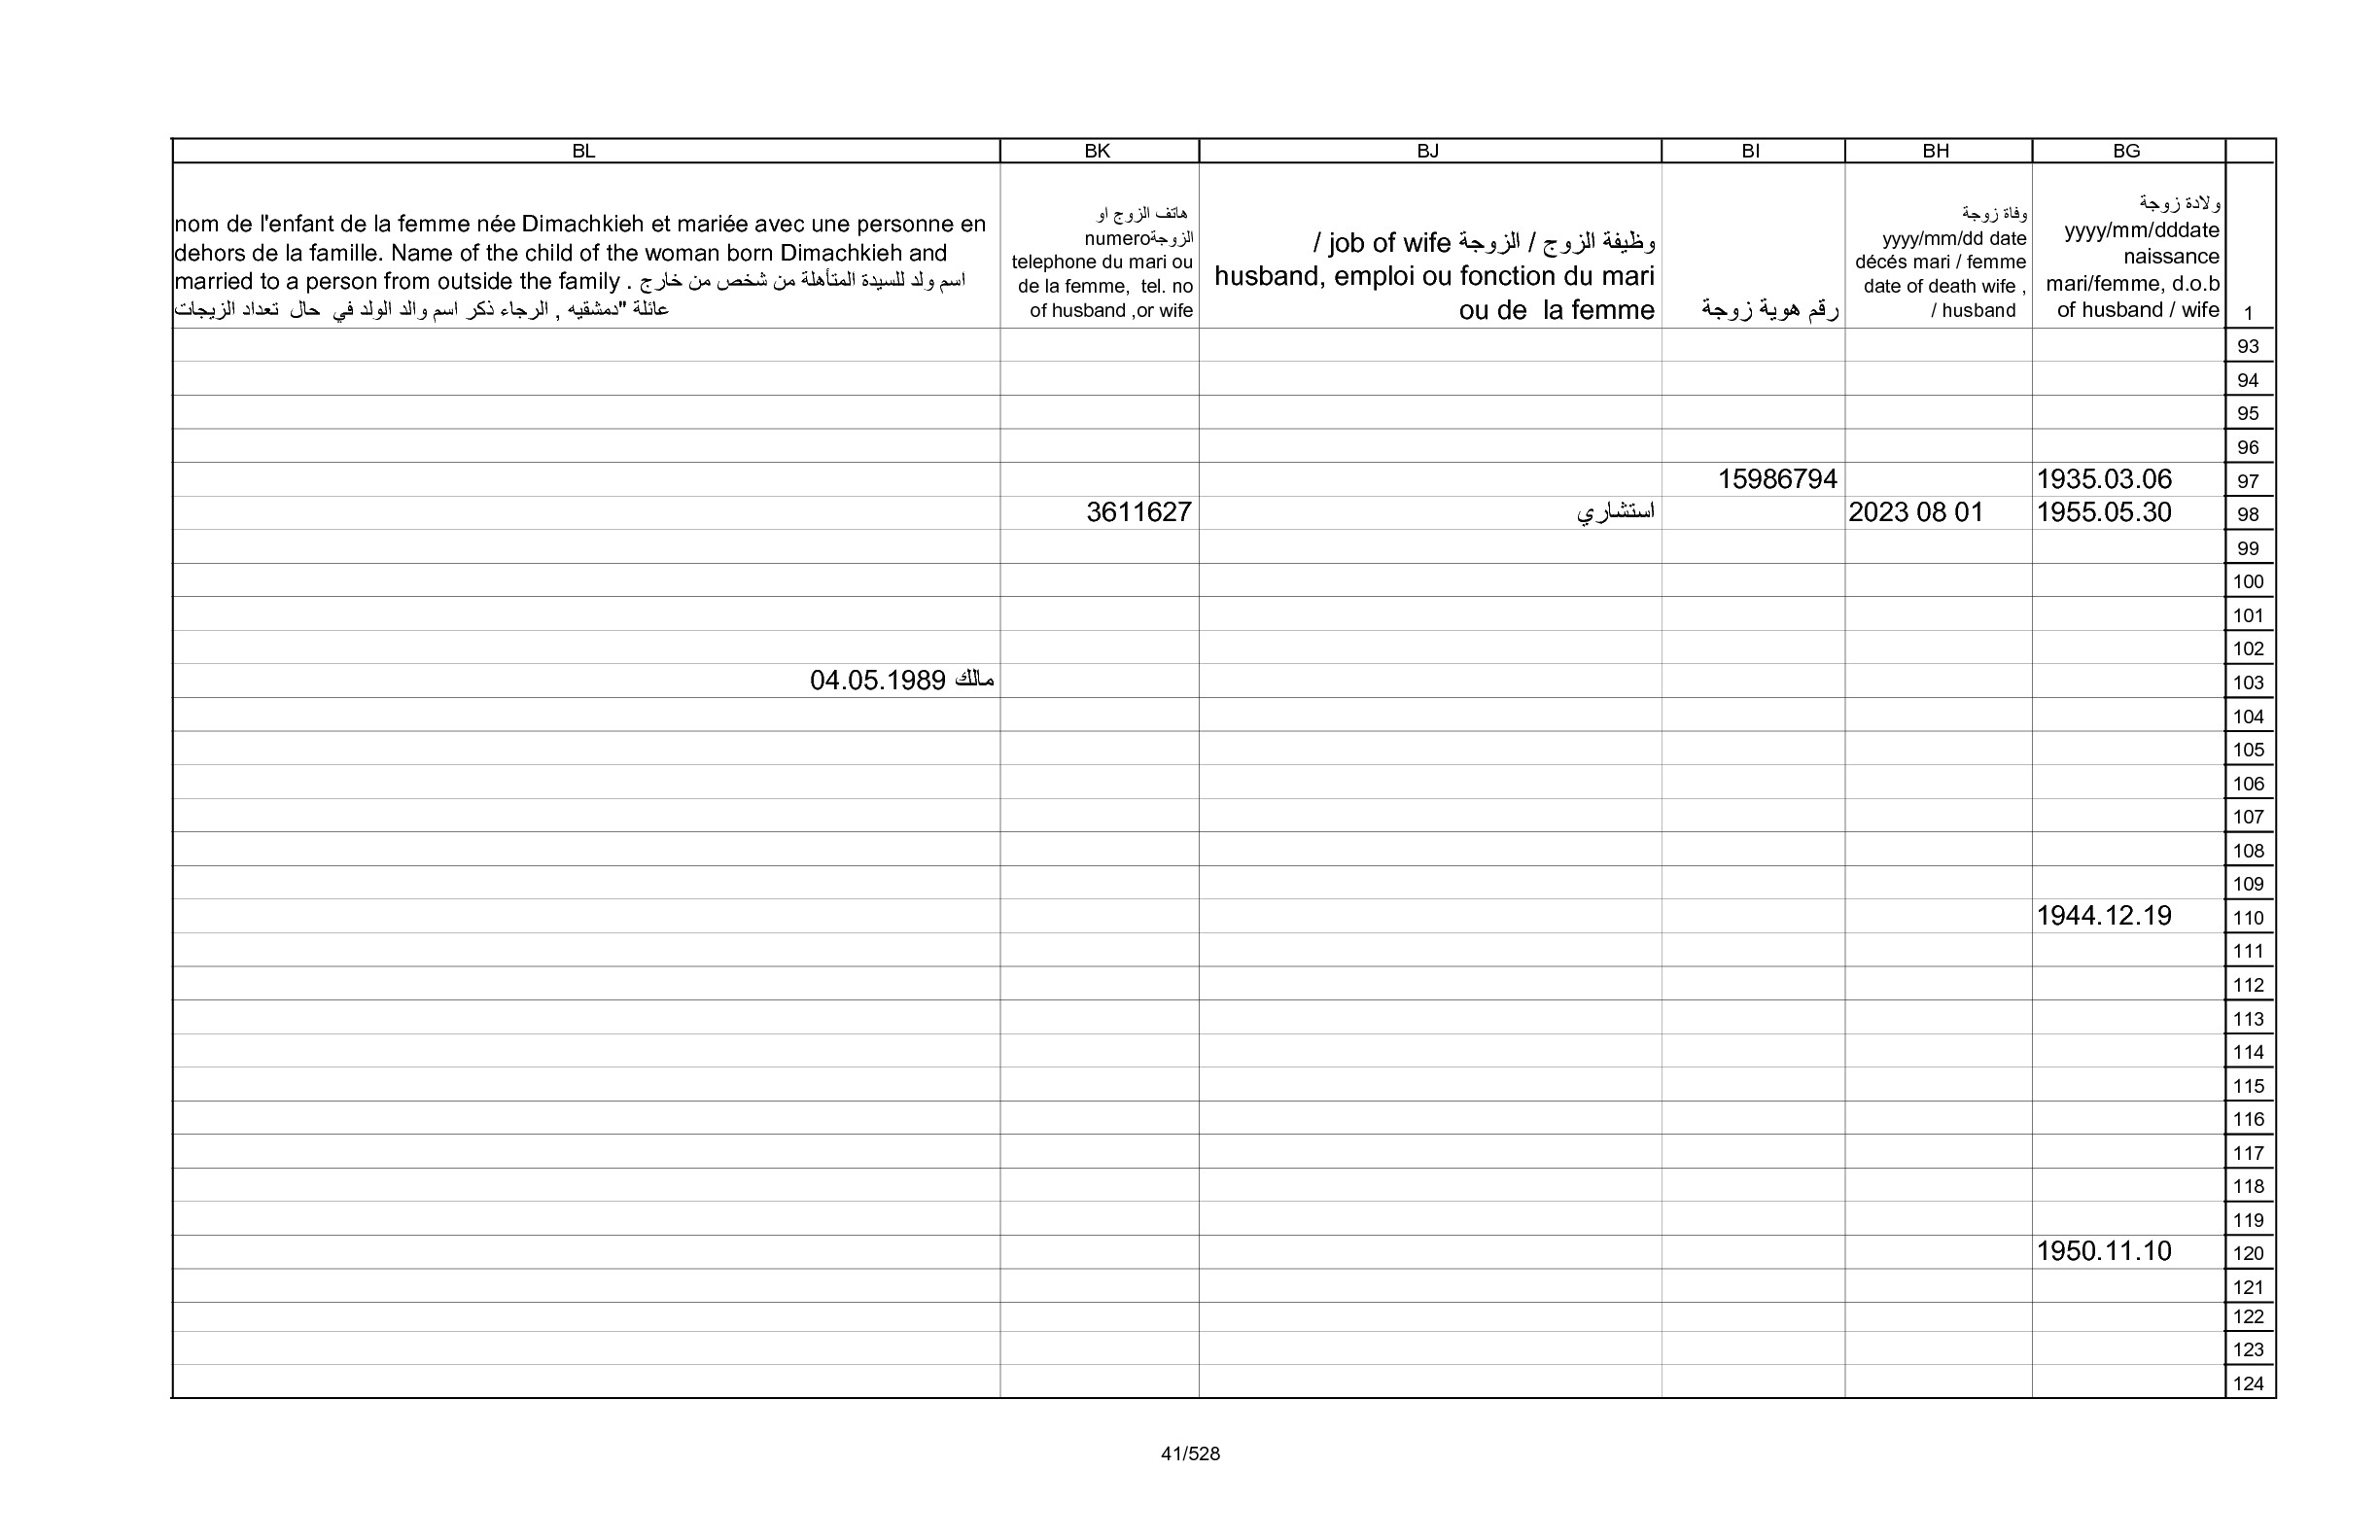 BL BK BJ BI BH BG
nom de l'enfant de la femme née Dimachkieh et mariée avec une personne en
dehors de la famille. Name of the child of the woman born Dimachkieh and
married to a person from outside the family . اسم ولد للسيدة المتأهلة من شخص من خارج
عائلة "دمشقيه , الرجاء ذكر اسم والد الولد في حال تعداد الزيجات
هاتف الزوج او
الزوجةnumero
telephone du mari ou
de la femme, tel. no
of husband ,or wife
وظيفة الزوج / الزوجة job of wife /
husband, emploi ou fonction du mari
ou de la femme
رقم هوية زوجة
وفاة زوجة
yyyy/mm/dd date
décés mari / femme
date of death wife ,
/ husband
ولادة زوجة
yyyy/mm/dddate
naissance
mari/femme, d.o.b
of husband / wife
1
93
94
95
96
15986794 1935.03.06 97
3611627 استشاري 2023 08 01 1955.05.30 98
99
100
101
102
مالك 04.05.1989 103
104
105
106
107
108
109
1944.12.19 110
111
112
113
114
115
116
117
118
119
1950.11.10 120
121
122
123
124
41/528